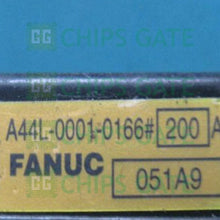 CHIPS GATE
A44L-0001-0166# 200 A
FANUC 051A9